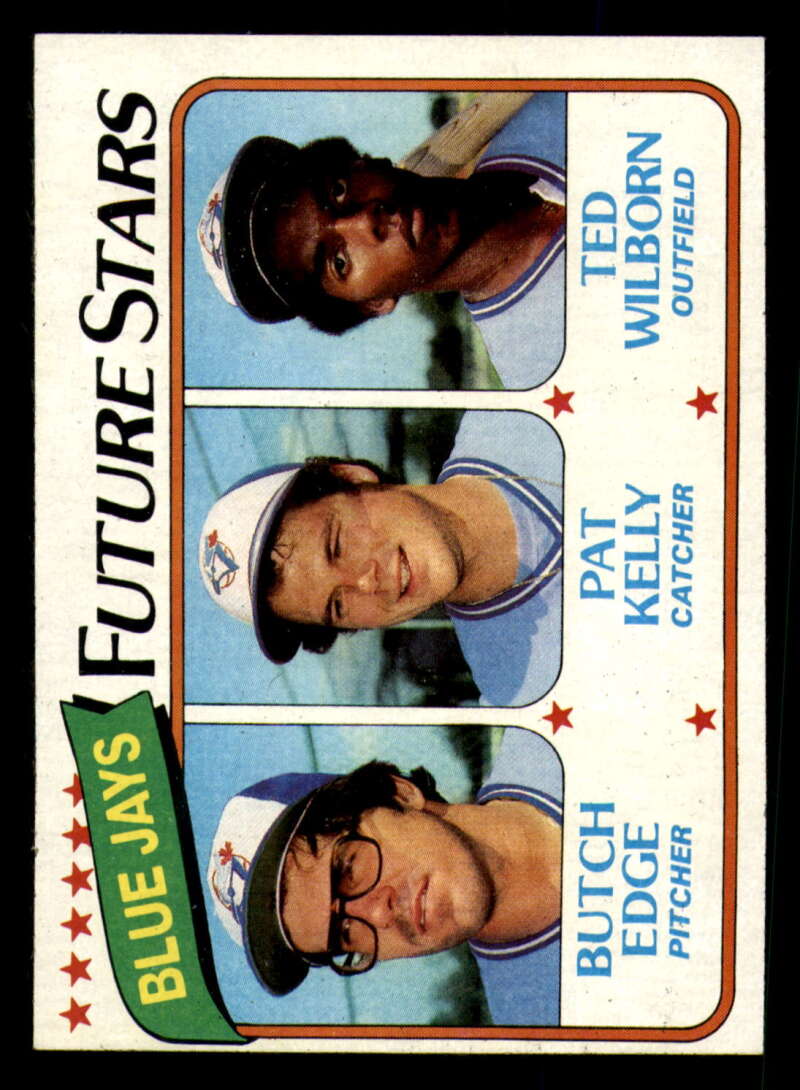 BLUE JAYS
FUTURE STARS
BUTCH
EDGE
PITCHER
PAT
KELLY
CATCHER
TED
WILBORN
OUTFIELD